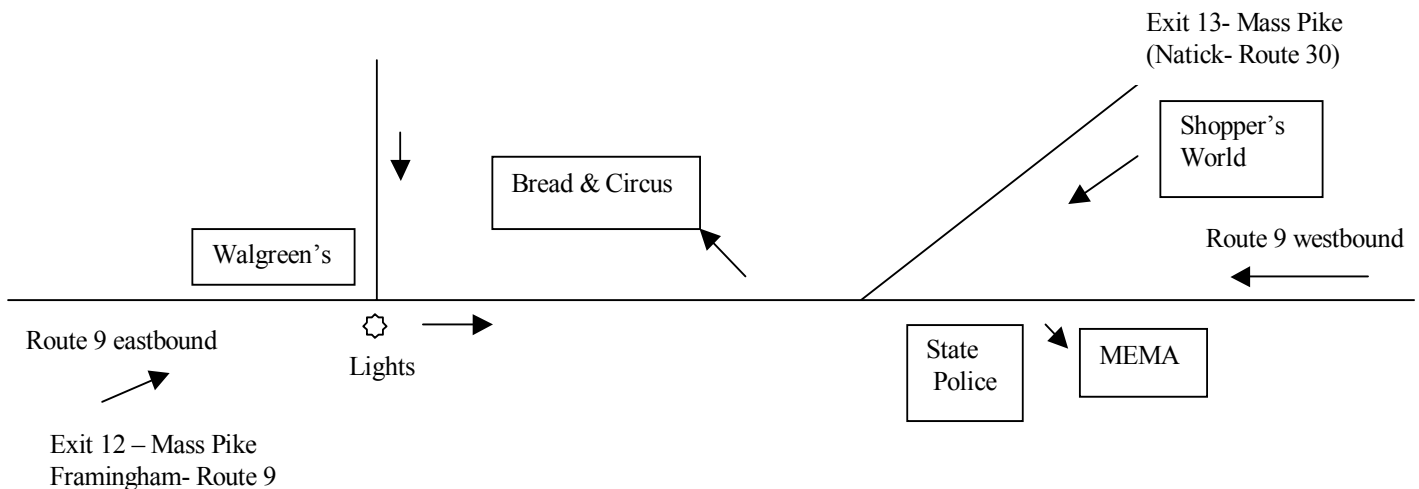 Exit 13- Mass Pike
(Natick- Route 30)
Shopper’s
World
Bread & Circus
Walgreen’s
Route 9 westbound
Route 9 eastbound
Lights
State
Police
MEMA
Exit 12 – Mass Pike
Framingham- Route 9